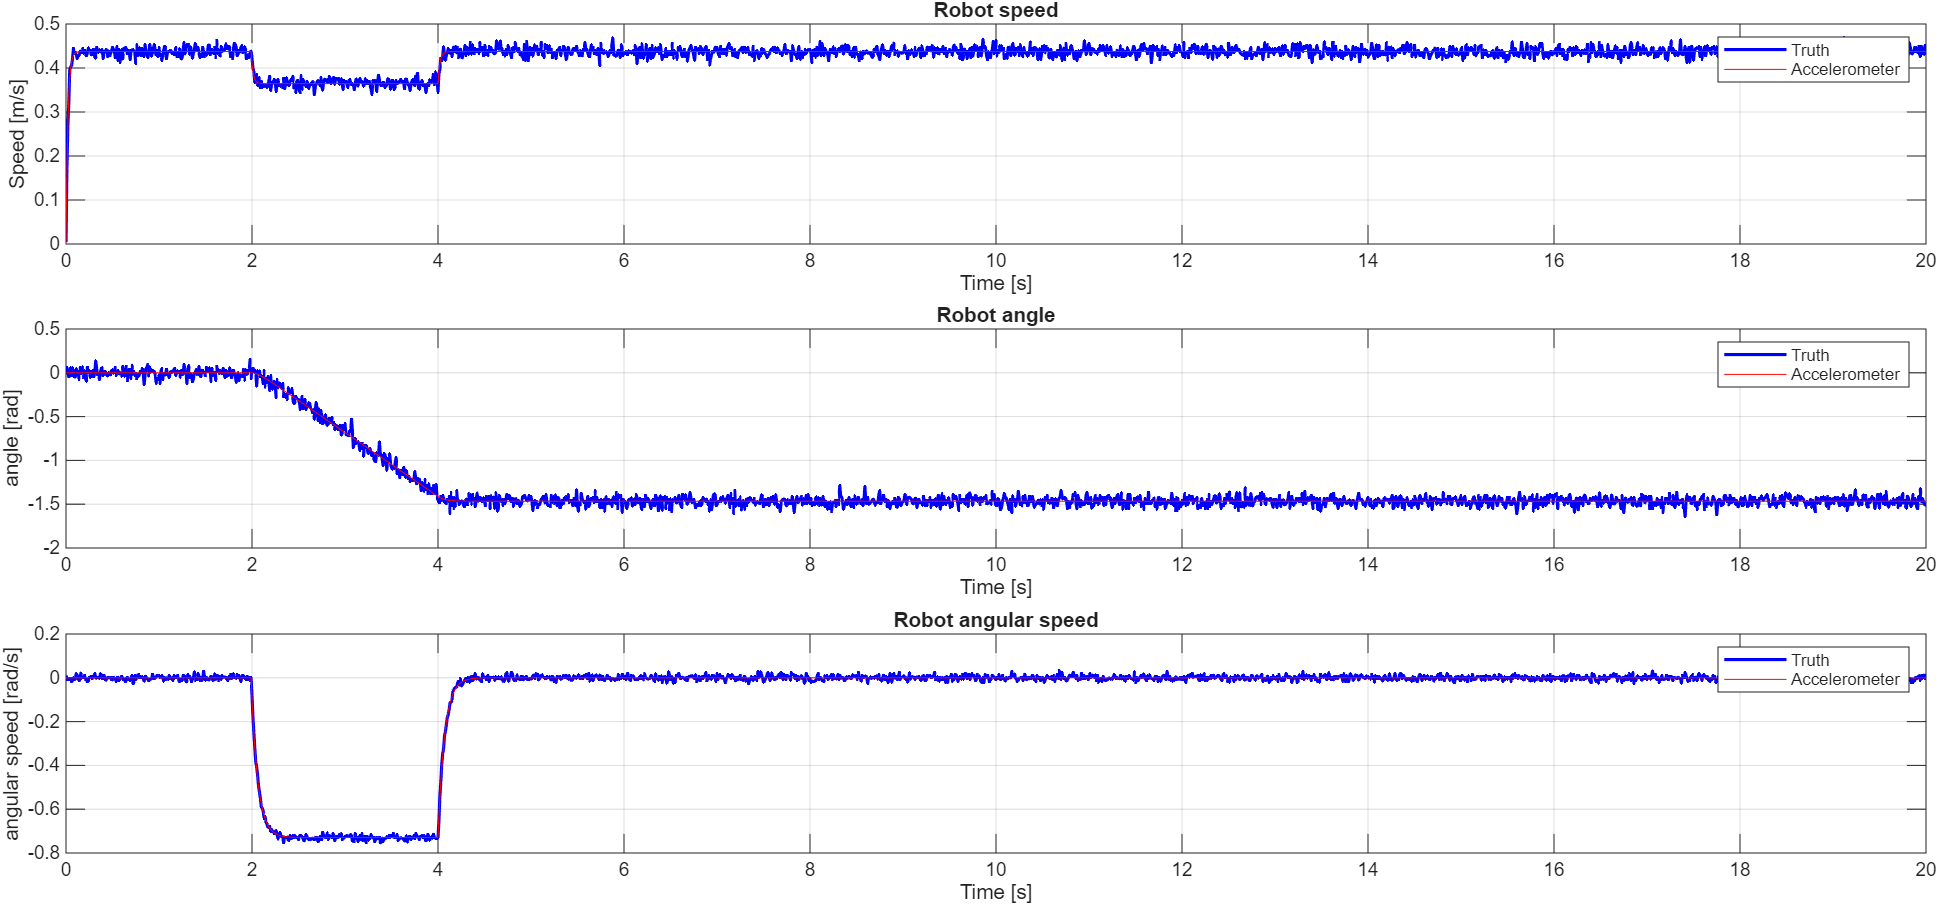 Robot speed
0.5
0.4
0.3
0.2
0.1
0
Speed [m/s]
Truth
Accelerometer
0 2 4 6 8 10 12 14 16 18 20
Time [s]
Robot angle
0.5
0
-0.5
-1
-1.5
-2
angle [rad]
Truth
Accelerometer
0 2 4 6 8 10 12 14 16 18 20
Time [s]
Robot angular speed
0.2
0
-0.2
-0.4
-0.6
-0.8
angular speed [rad/s]
Truth
Accelerometer
0 2 4 6 8 10 12 14 16 18 20
Time [s]